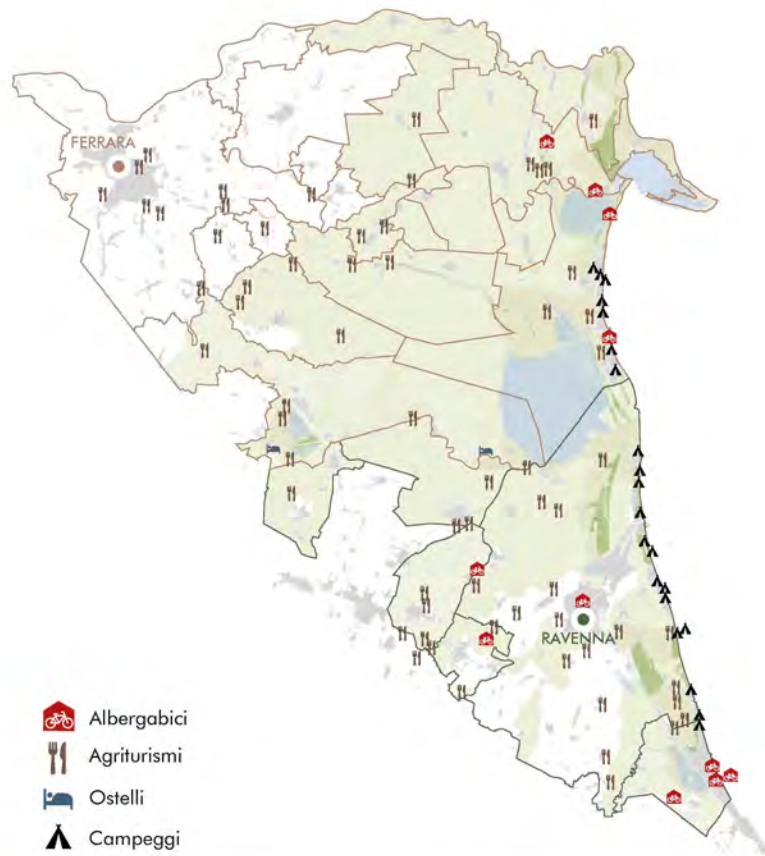 FERRARA
RAVENNA
Albergabici
Agriturismi
Ostelli
Campeggi